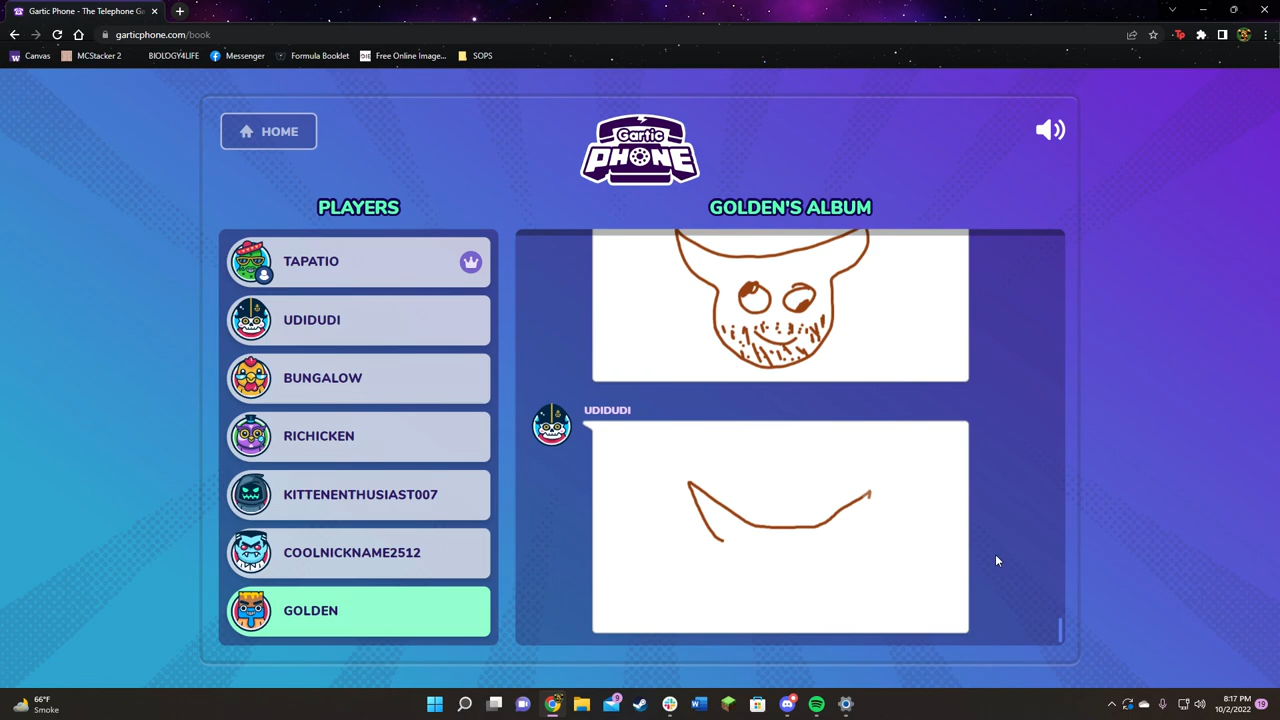 Gartic Phone - The Telephone Ga
garticphone.com/book
Canvas
MCStacker 2
BIOLOGY4LIFE
Messenger
Formula Booklet
Free Online Image...
SOPS
HOME
Gartic
PHONE
PLAYERS
GOLDEN'S ALBUM
TAPATIO
UDIDUDI
BUNGALOW
RICHICKEN
KITTENENTHUSIAST007
COOLNICKNAME2512
GOLDEN
UDIDUDI
66°F
Smoke
8:17 PM
10/2/2022